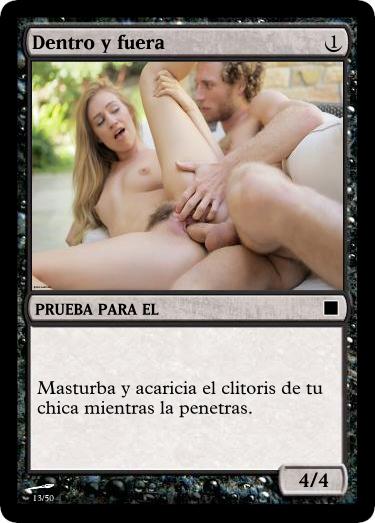 Dentro y fuera
1
PRUEBA PARA EL
Masturba y acaricia el clitoris de tu
chica mientras la penetras.
4/4
13/50